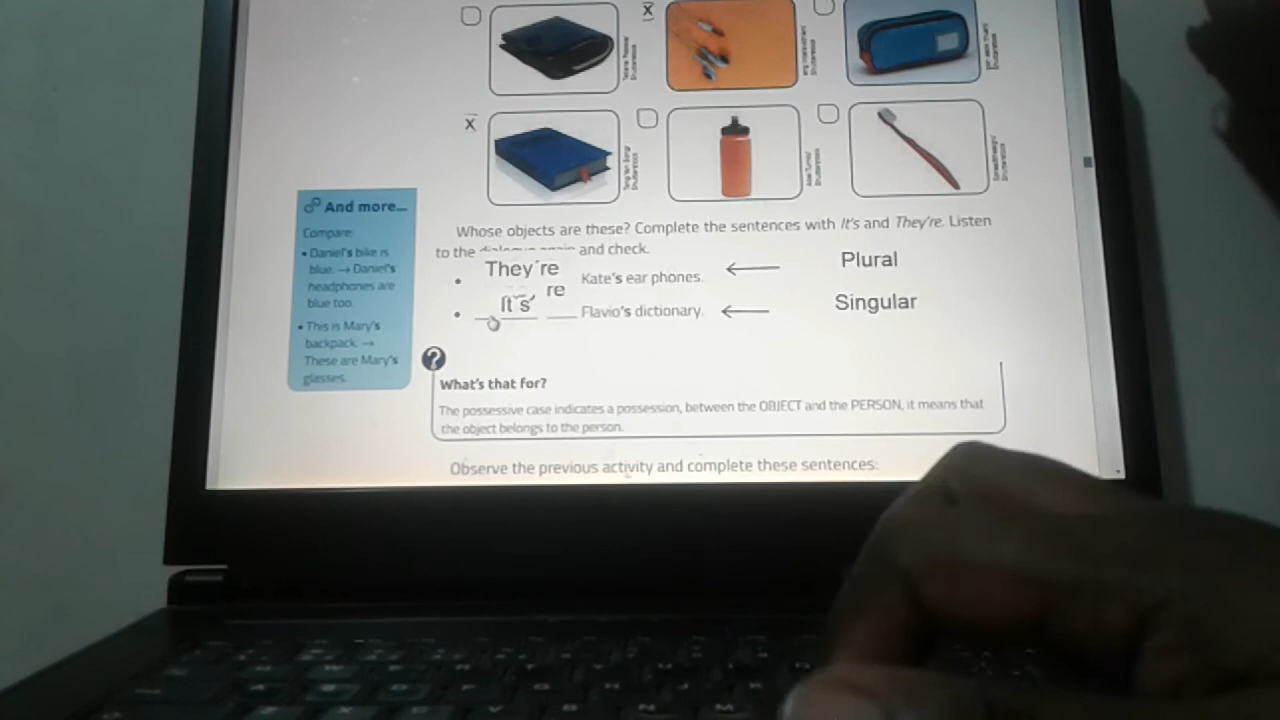 X
X
Whose objects are these? Complete the sentences with It's and They're. Listen
to the and check.
They're Kate's ear phones. Plural
It's' re
Flavio's dictionary. Singular
And more...
Compare:
• Daniel's bike is
blue. → Daniel's
headphones are
blue too.
• This is Mary's
backpack. →
These are Mary's
glasses.
?
What's that for?
The possessive case indicates a possession, between the OBJECT and the PERSON, it means that
the object belongs to the person.
Observe the previous activity and complete these sentences: